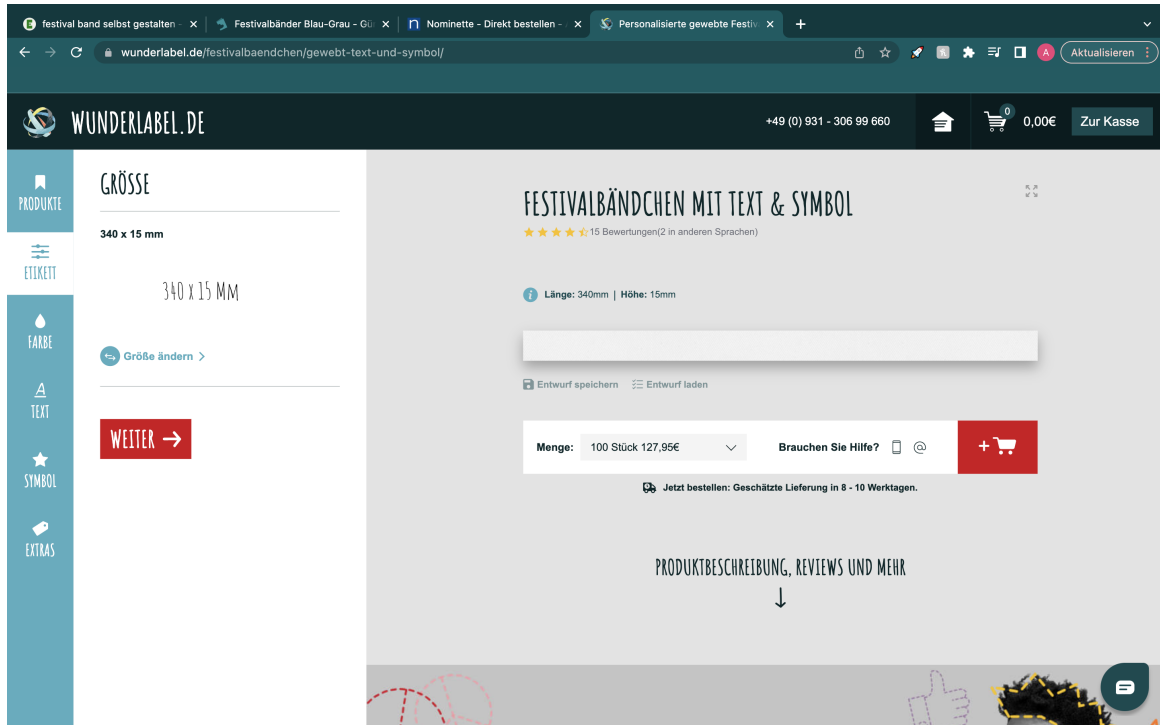 festival band selbst gestalten -
Festivalbänder Blau-Grau - Gü
Nominette - Direkt bestellen -
Personalisierte gewebte Festiv
wunderlabel.de/festivalbaendchen/gewebt-text-und-symbol/
A
Aktualisieren
WUNDERLABEL.DE
+49 (0) 931 - 306 99 660
0
0,00€
Zur Kasse
PRODUKTE
ETIKETT
FARBE
A
TEXT
SYMBOL
EXTRAS
GRÖSSE
340 x 15 mm
340 x 15 Mm
Größe ändern
WEITER
FESTIVALBÄNDCHEN MIT TEXT & SYMBOL
15 Bewertungen(2 in anderen Sprachen)
Länge: 340mm | Höhe: 15mm
Entwurf speichern Entwurf laden
Menge: 100 Stück 127,95€ Brauchen Sie Hilfe? @
+
Jetzt bestellen: Geschätzte Lieferung in 8 - 10 Werktagen.
PRODUKTBESCHREIBUNG, REVIEWS UND MEHR